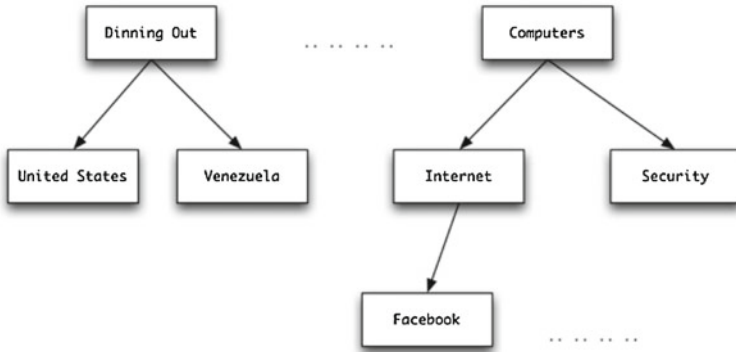 Dinning Out
.. .. .. ..
Computers
United States
Venezuela
Internet
Security
Facebook
.. .. .. ..